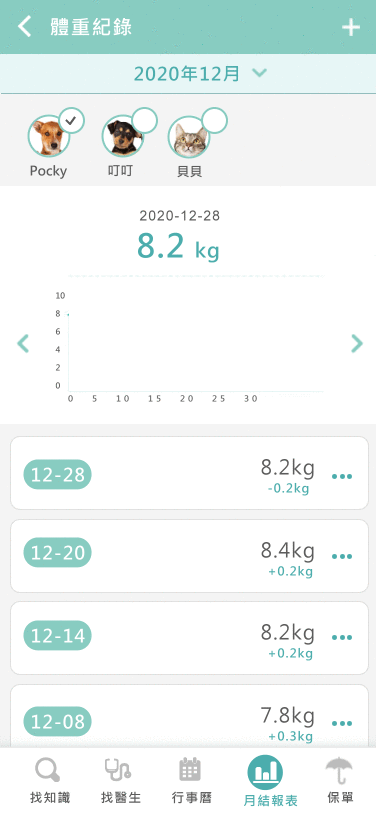 體重紀錄
2020年12月
Pocky 叮叮 貝貝
2020-12-28
8.2 kg
10
8
6
4
2
0
0 5 10 15 20 25 30
12-28 8.2kg
-0.2kg
12-20 8.4kg
+0.2kg
12-14 8.2kg
+0.2kg
12-08 7.8kg
+0.3kg
找知識 找醫生 行事曆 月結報表 保單